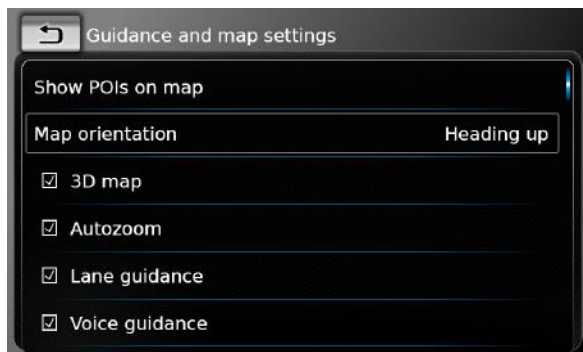 Guidance and map settings
Show POIs on map
Map orientation Heading up
3D map
Autozoom
Lane guidance
Voice guidance